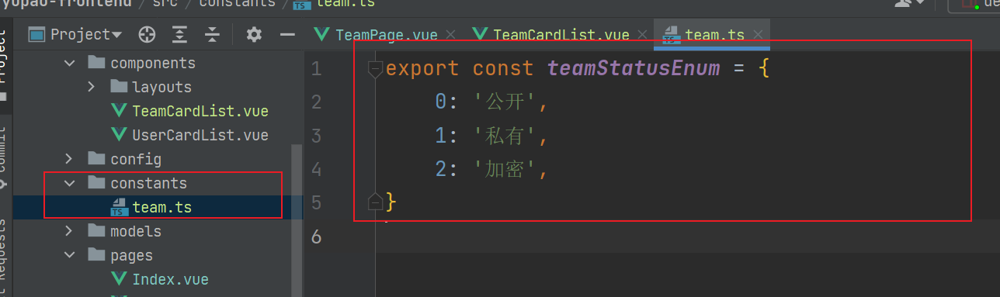 yupao-frontend / src / constants / team.ts
Project
TeamPage.vue
TeamCardList.vue
team.ts
Project
Commit
Requests
components
layouts
TeamCardList.vue
UserCardList.vue
config
constants
team.ts
models
pages
Index.vue
1 export const teamStatusEnum = {
2 0: '公开',
3 1: '私有',
4 2: '加密',
5 }
6